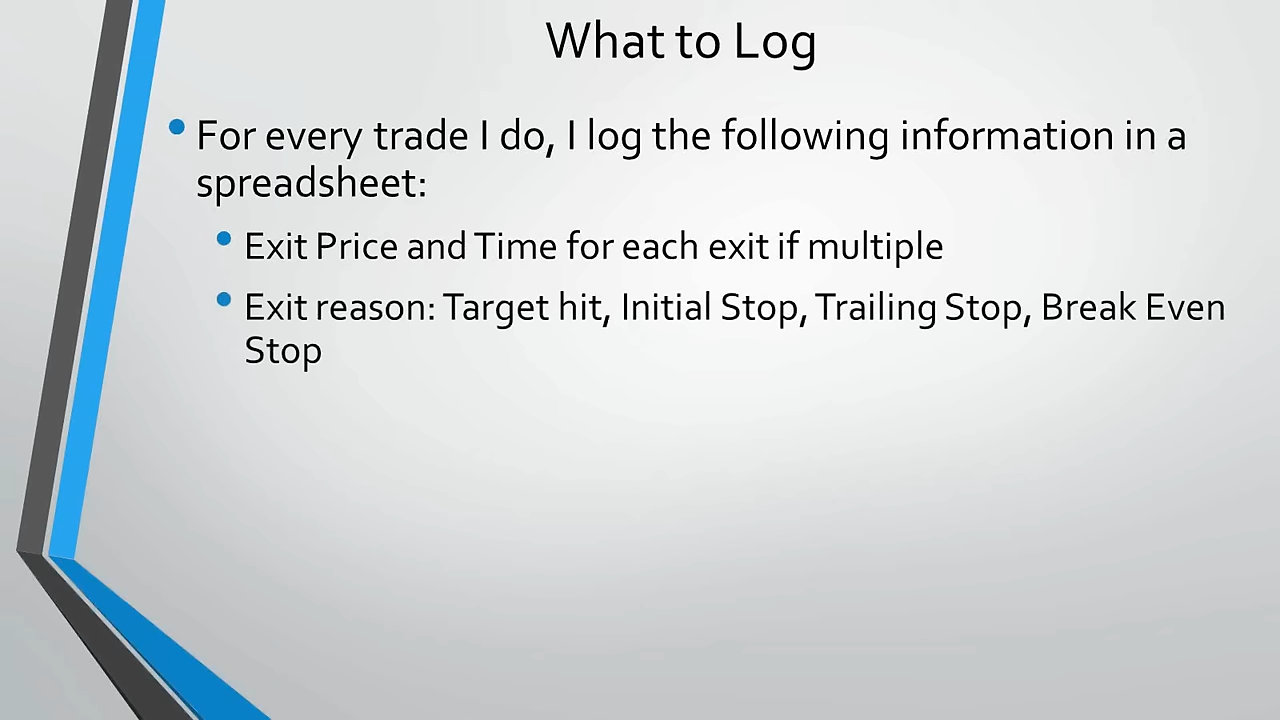 What to Log
• For every trade I do, I log the following information in a
spreadsheet:
• Exit Price and Time for each exit if multiple
• Exit reason: Target hit, Initial Stop, Trailing Stop, Break Even
Stop